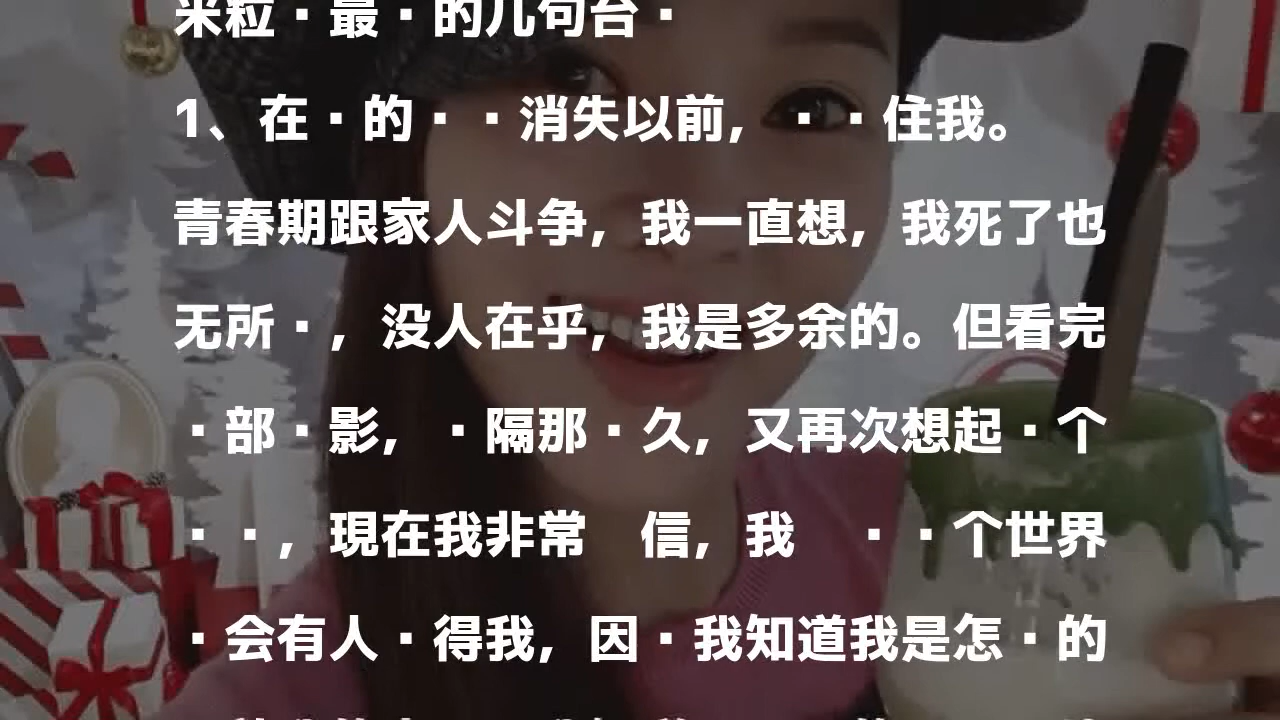 米粒·最·的几句台·
1、在·的··消失以前，··住我。
青春期跟家人斗争，我一直想，我死了也
无所·，没人在乎，我是多余的。但看完
·部·影，·隔那·久，又再次想起·个
··，現在我非常　信，我　··个世界
·会有人·得我，因·我知道我是怎·的